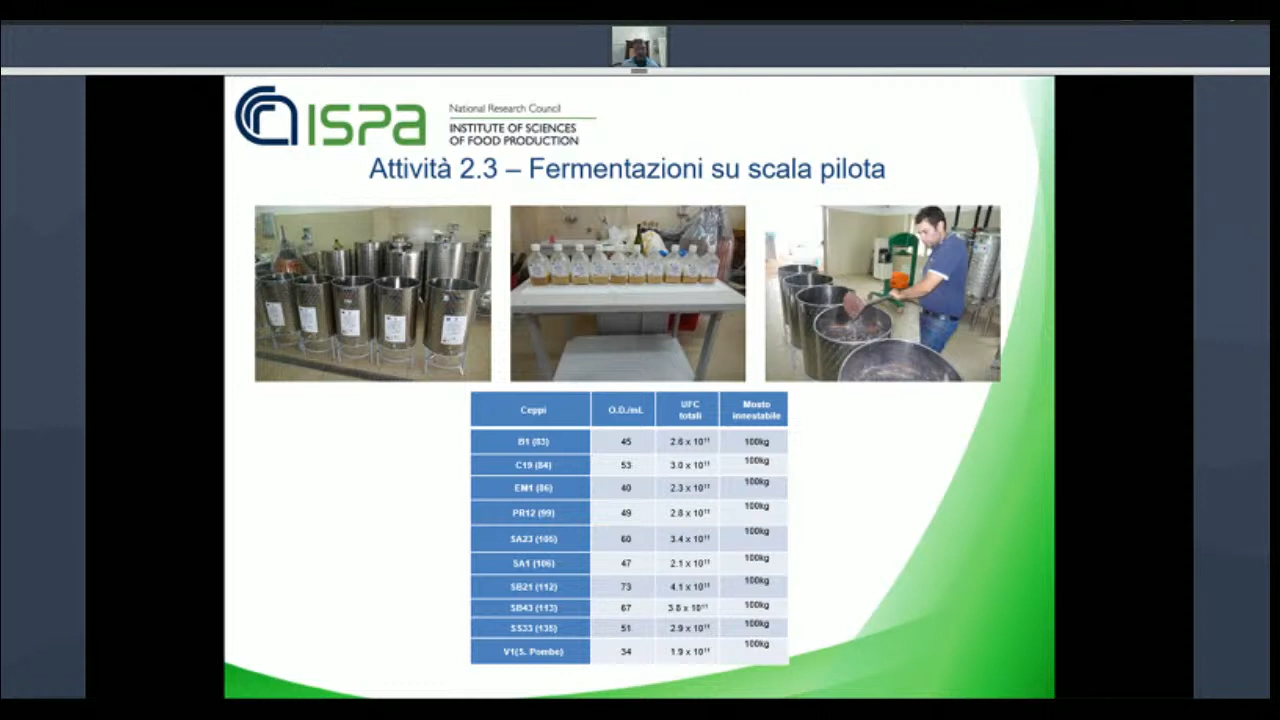 ISPA
National Research Council
INSTITUTE OF SCIENCES
OF FOOD PRODUCTION
Attività 2.3 – Fermentazioni su scala pilota
Ceppi O.D./mL UFC totali Mosto innestabile
B1 (83) 45 2.6 x 10¹¹ 100kg
C19 (84) 53 3.0 x 10¹¹ 100kg
EM1 (86) 40 2.3 x 10¹¹ 100kg
PR12 (99) 49 2.8 x 10¹¹ 100kg
SA23 (105) 60 3.4 x 10¹¹ 100kg
SA1 (106) 47 2.1 x 10¹¹ 100kg
SB21 (112) 73 4.1 x 10¹¹ 100kg
SB43 (113) 67 3.8 x 10¹¹ 100kg
SS33 (135) 51 2.9 x 10¹¹ 100kg
V1(S. Pombe) 34 1.9 x 10¹¹ 100kg